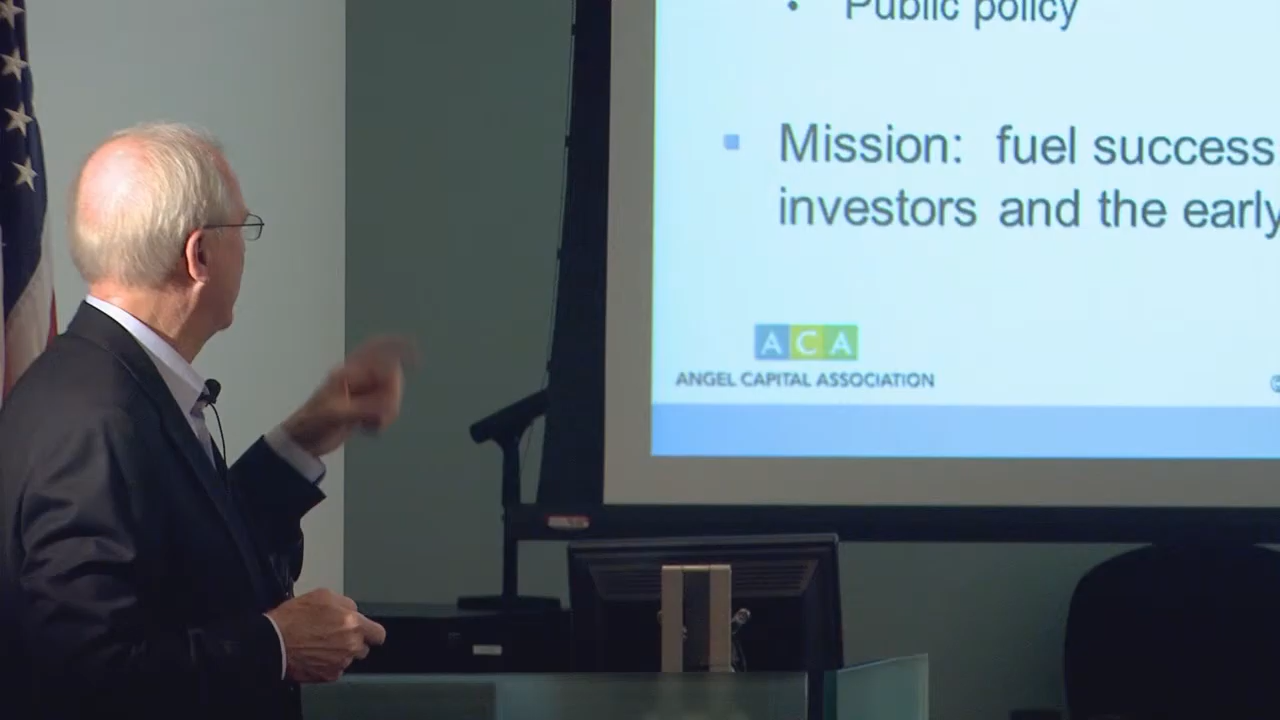 Public policy
Mission: fuel success
investors and the early
ACA
ANGEL CAPITAL ASSOCIATION
©